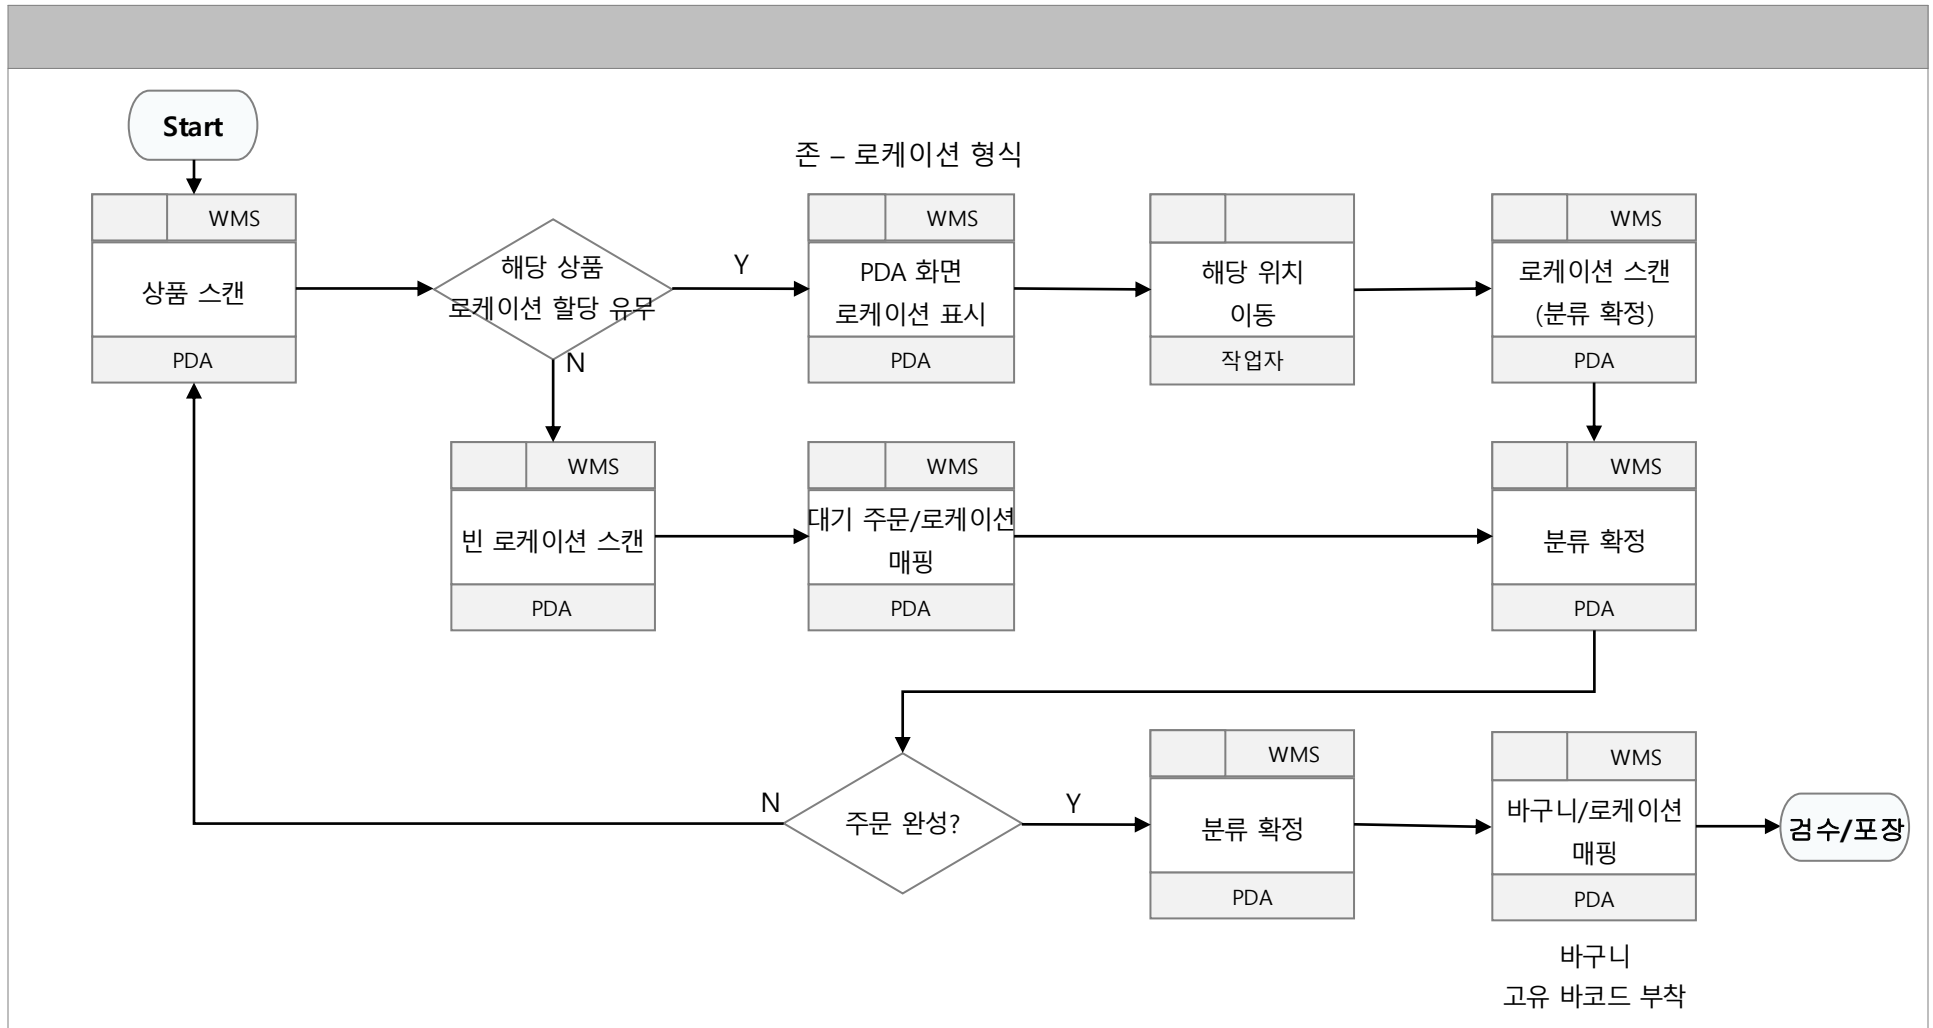 Start
존 – 로케이션 형식
WMS
상품 스캔
PDA
해당 상품
로케이션 할당 유무
Y
N
WMS
PDA 화면
로케이션 표시
PDA
해당 위치
이동
작업자
WMS
로케이션 스캔
(분류 확정)
PDA
WMS
빈 로케이션 스캔
PDA
WMS
대기 주문/로케이션
매핑
PDA
WMS
분류 확정
PDA
주문 완성?
N
Y
WMS
분류 확정
PDA
WMS
바구니/로케이션
매핑
PDA
검수/포장
바구니
고유 바코드 부착